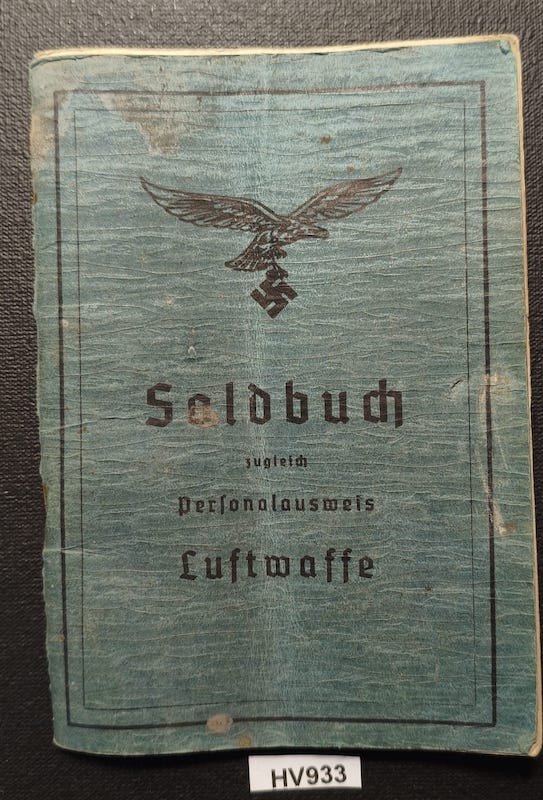 Soldbuch
zugleich
Personalausweis
Luftwaffe
HV933